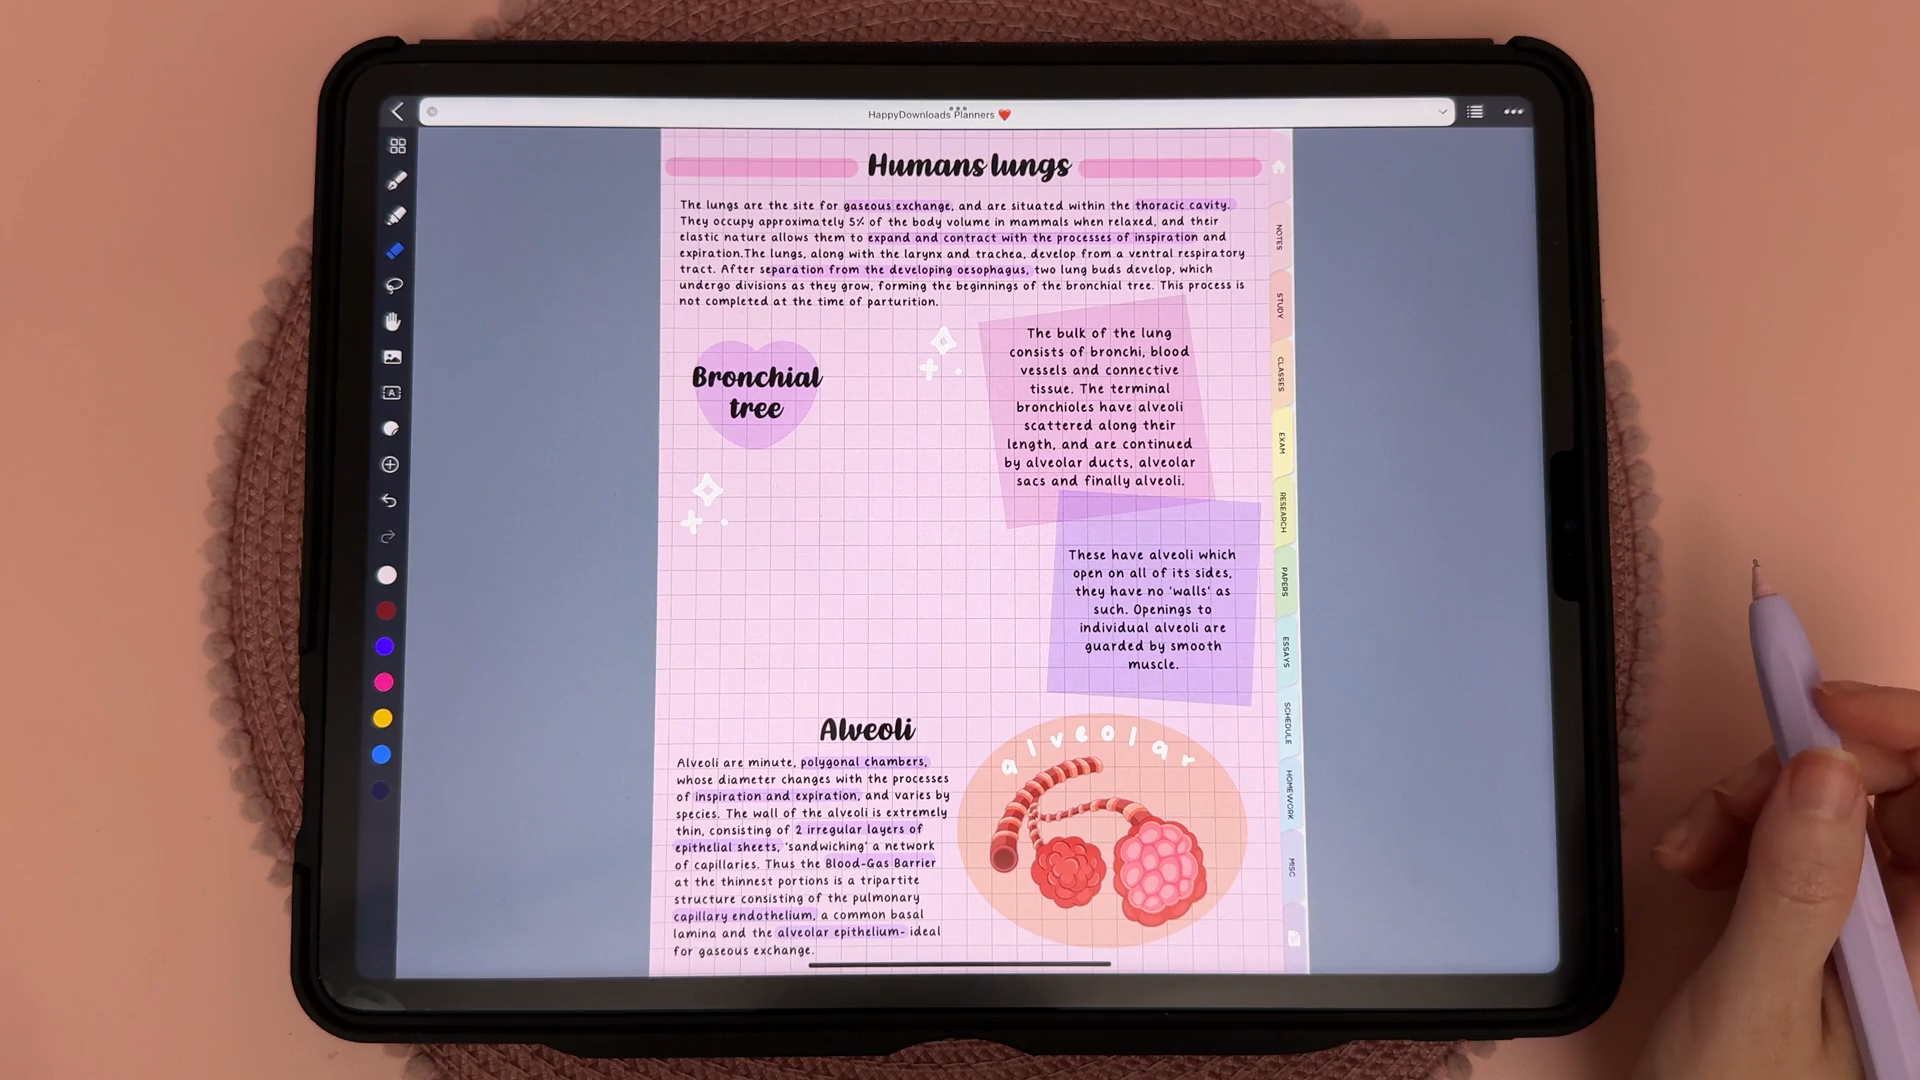 HappyDownloads Planners ❤️
Humans lungs
The lungs are the site for gaseous exchange, and are situated within the thoracic cavity.
They occupy approximately 5% of the body volume in mammals when relaxed, and their
elastic nature allows them to expand and contract with the processes of inspiration and
expiration.The lungs, along with the larynx and trachea, develop from a ventral respiratory
tract. After separation from the developing oesophagus, two lung buds develop, which
undergo divisions as they grow, forming the beginnings of the bronchial tree. This process is
not completed at the time of parturition.
Bronchial
tree
The bulk of the lung
consists of bronchi, blood
vessels and connective
tissue. The terminal
bronchioles have alveoli
scattered along their
length, and are continued
by alveolar ducts, alveolar
sacs and finally alveoli.
These have alveoli which
open on all of its sides,
they have no 'walls' as
such. Openings to
individual alveoli are
guarded by smooth
muscle.
Alveoli
Alveoli are minute, polygonal chambers,
whose diameter changes with the processes
of inspiration and expiration, and varies by
species. The wall of the alveoli is extremely
thin, consisting of 2 irregular layers of
epithelial sheets, 'sandwiching' a network
of capillaries. Thus the Blood-Gas Barrier
at the thinnest portions is a tripartite
structure consisting of the pulmonary
capillary endothelium, a common basal
lamina and the alveolar epithelium- ideal
for gaseous exchange.
alveolar
NOTES
STUDY
CLASSES
EXAM
RESEARCH
PAPERS
ESSAYS
SCHEDULE
HOMEWORK
MISC
A